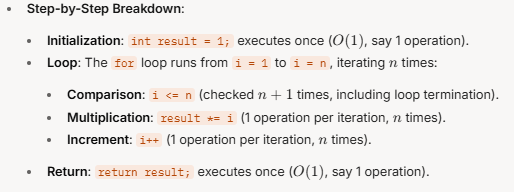 Step-by-Step Breakdown:
Initialization: int result = 1; executes once (O(1), say 1 operation).
Loop: The for loop runs from i = 1 to i = n, iterating n times:
Comparison: i <= n (checked n + 1 times, including loop termination).
Multiplication: result *= i (1 operation per iteration, n times).
Increment: i++ (1 operation per iteration, n times).
Return: return result; executes once (O(1), say 1 operation).